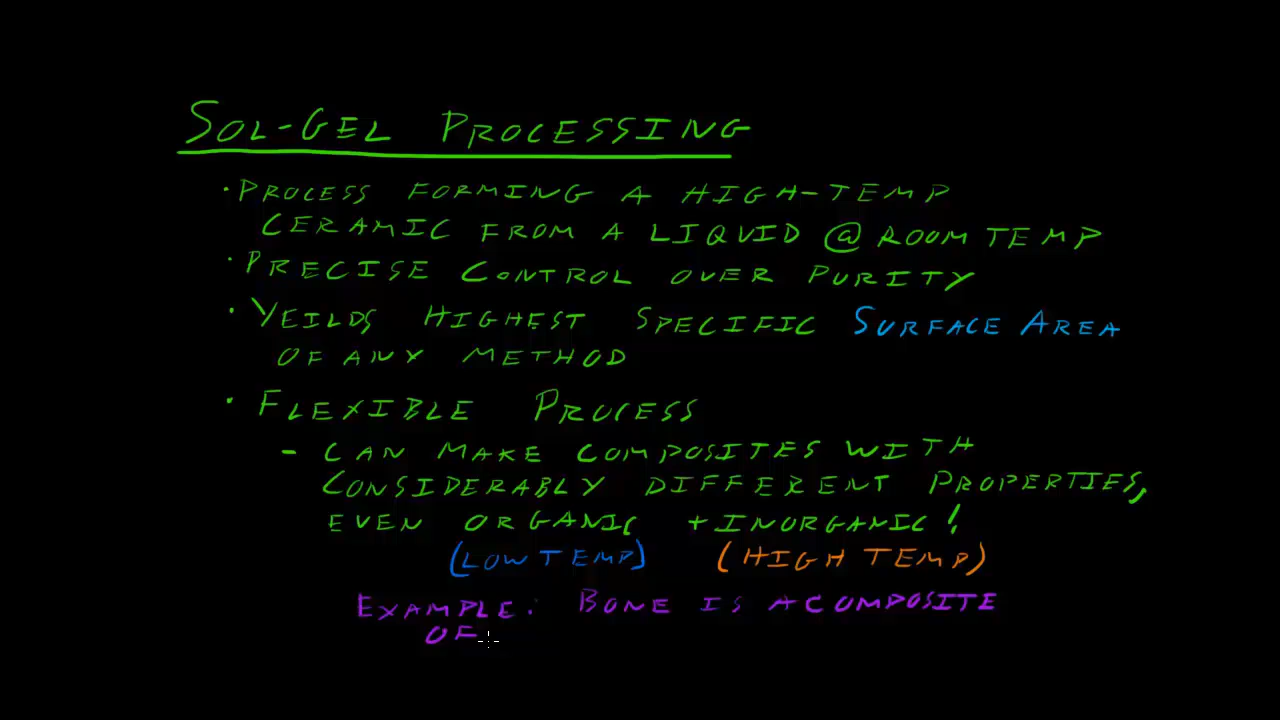 SOL-GEL PROCESSING
• PROCESS FORMING A HIGH-TEMP
CERAMIC FROM A LIQUID @ ROOM TEMP
• PRECISE CONTROL OVER PURITY
• YEILDS HIGHEST SPECIFIC SURFACE AREA
OF ANY METHOD
• FLEXIBLE PROCESS
- CAN MAKE COMPOSITES WITH
CONSIDERABLY DIFFERENT PROPERTIES,
EVEN ORGANIC + INORGANIC!
(LOW TEMP) (HIGH TEMP)
EXAMPLE: BONE IS A COMPOSITE
OF